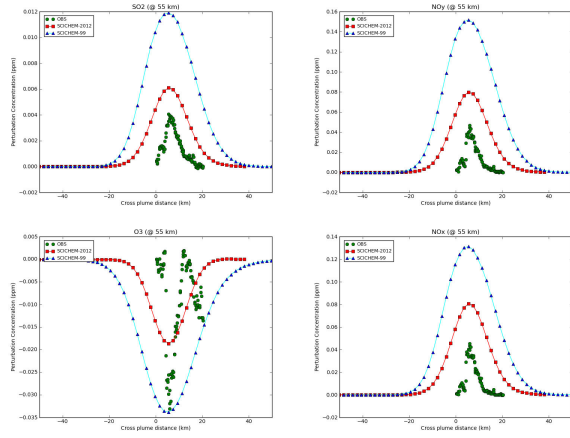 SO2 (@ 55 km)
OBS
SCICHEM-2012
SCICHEM-99
Perturbation Concentration (ppm)
0.012
0.010
0.008
0.006
0.004
0.002
0.000
−0.002
−40 −20 0 20 40
Cross plume distance (km)
NOy (@ 55 km)
OBS
SCICHEM-2012
SCICHEM-99
Perturbation Concentration (ppm)
0.16
0.14
0.12
0.10
0.08
0.06
0.04
0.02
0.00
−0.02
−40 −20 0 20 40
Cross plume distance (km)
O3 (@ 55 km)
OBS
SCICHEM-2012
SCICHEM-99
Perturbation Concentration (ppm)
0.005
0.000
−0.005
−0.010
−0.015
−0.020
−0.025
−0.030
−0.035
−40 −20 0 20 40
Cross plume distance (km)
NOx (@ 55 km)
OBS
SCICHEM-2012
SCICHEM-99
Perturbation Concentration (ppm)
0.14
0.12
0.10
0.08
0.06
0.04
0.02
0.00
−0.02
−40 −20 0 20 40
Cross plume distance (km)